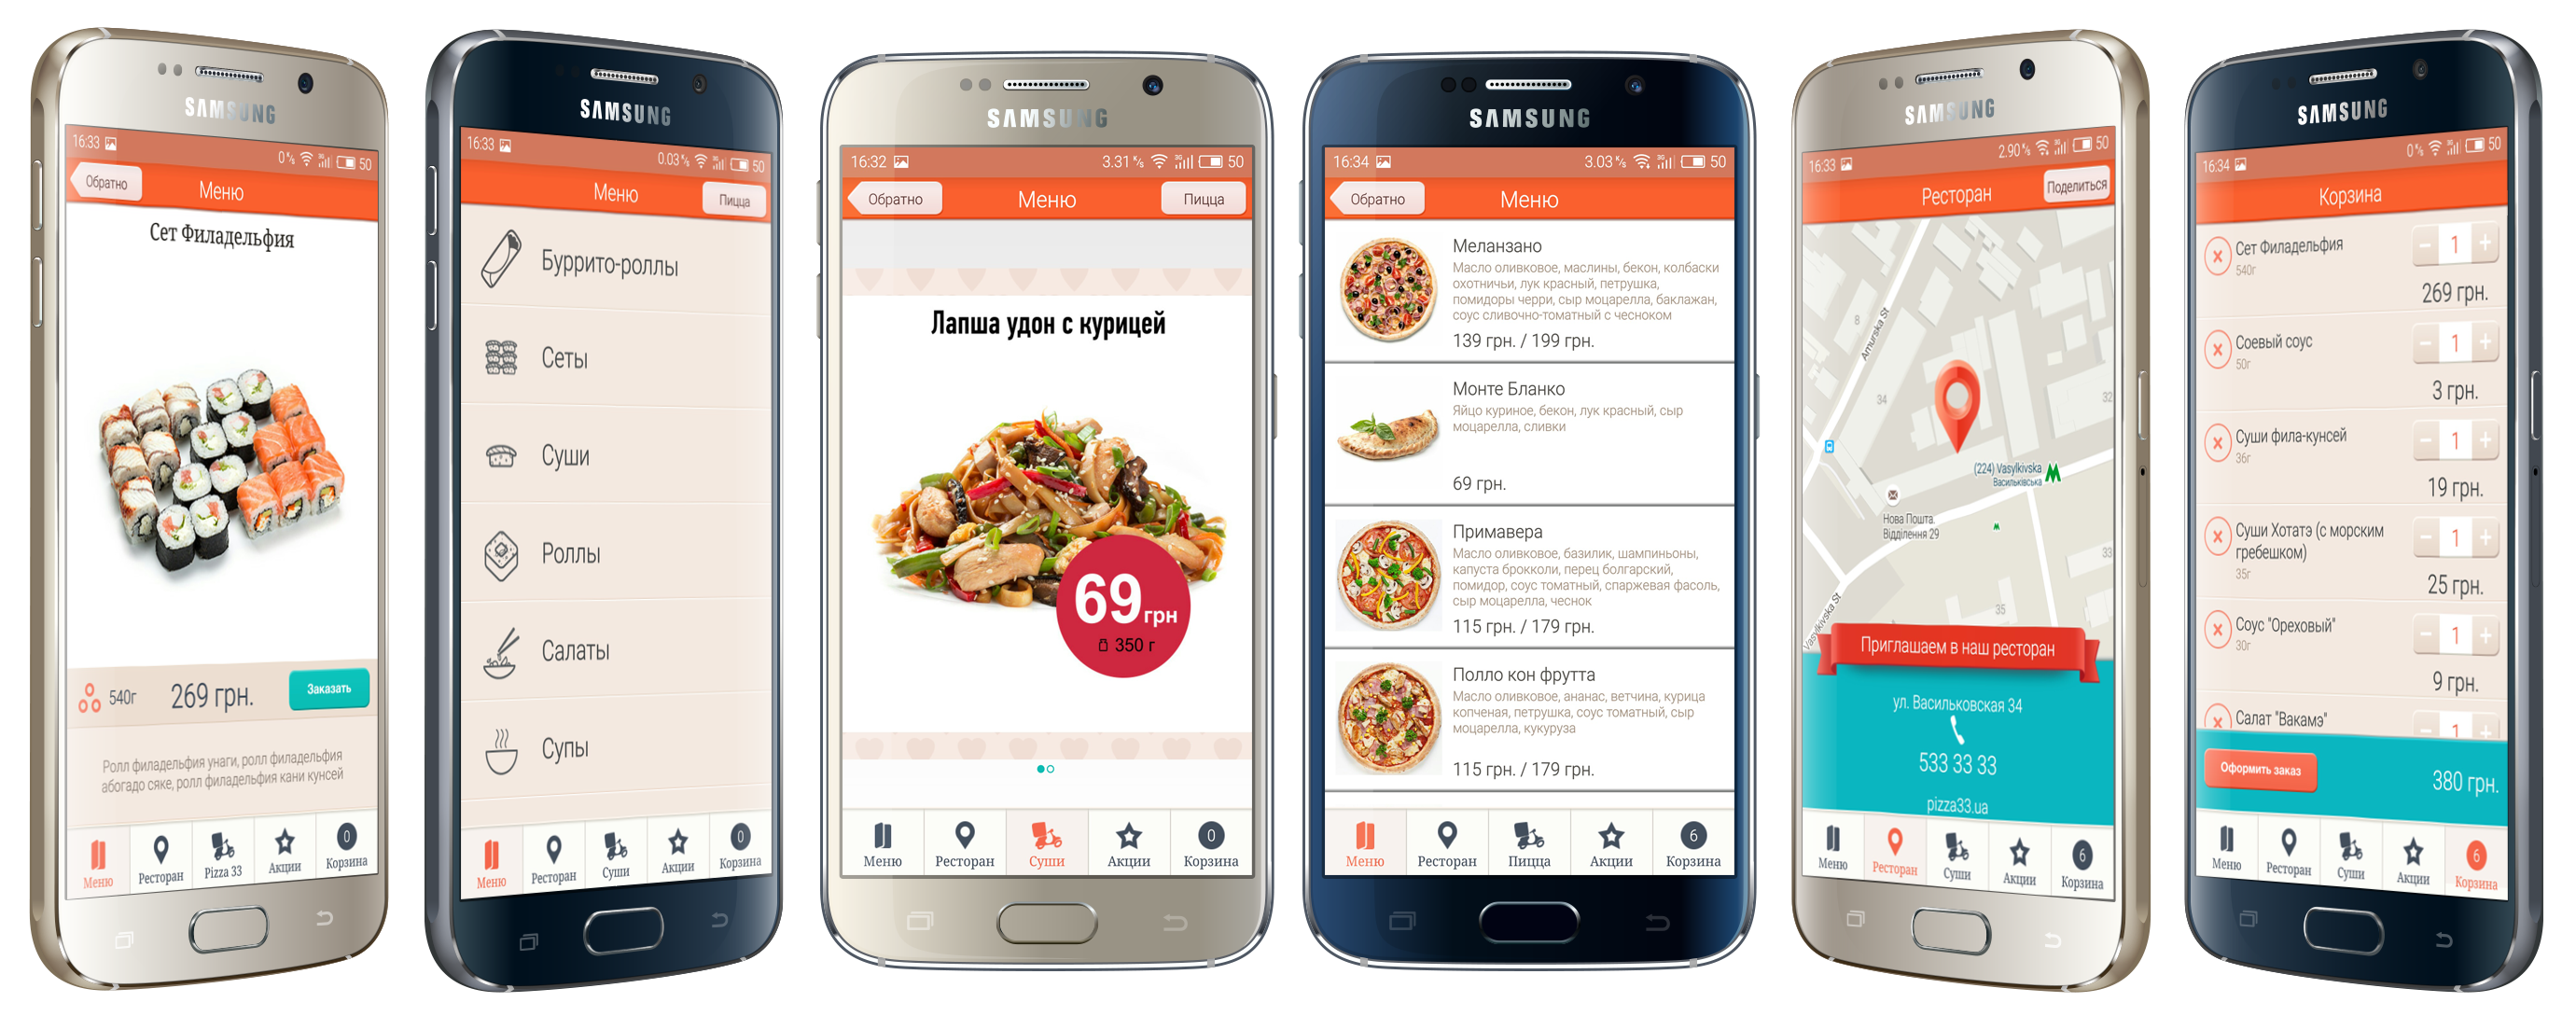 SAMSUNG
16:33
0 K/s
3G
50
Обратно
Меню
Сет Филадельфия
540г
269 грн.
Заказать
Ролл филадельфия унаги, ролл филадельфия
абогадо сяке, ролл филадельфия кани кунсей
Меню
Ресторан
Pizza 33
Акции
0
Корзина
SAMSUNG
16:33
0.03 K/s
3G
50
Меню
Пицца
Буррито-роллы
Сеты
Суши
Роллы
Салаты
Супы
Меню
Ресторан
Суши
Акции
0
Корзина
SAMSUNG
16:32
3.31 K/s
3G
50
Обратно
Меню
Пицца
Лапша удон с курицей
69 грн
350 г
Меню
Ресторан
Суши
Акции
0
Корзина
SAMSUNG
16:34
3.03 K/s
3G
50
Обратно
Меню
Меланзано
Масло оливковое, маслины, бекон, колбаски
охотничьи, лук красный, петрушка,
помидоры черри, сыр моцарелла, баклажан,
соус сливочно-томатный с чесноком
139 грн. / 199 грн.
Монте Бланко
Яйцо куриное, бекон, лук красный, сыр
моцарелла, сливки
69 грн.
Примавера
Масло оливковое, базилик, шампиньоны,
капуста брокколи, перец болгарский,
помидор, соус томатный, спаржевая фасоль,
сыр моцарелла, чеснок
115 грн. / 179 грн.
Полло кон фрутта
Масло оливковое, ананас, ветчина, курица
копченая, петрушка, соус томатный, сыр
моцарелла, кукуруза
115 грн. / 179 грн.
Меню
Ресторан
Пицца
Акции
6
Корзина
SAMSUNG
16:33
2.90 K/s
3G
50
Ресторан
Поделиться
Amurska St
8
34
32
(224) Vasylkivska
Васильківська
Нова Пошта.
Відділення 29
33
35
Vasylkivska St
Приглашаем в наш ресторан
ул. Васильковская 34
533 33 33
pizza33.ua
Меню
Ресторан
Суши
Акции
6
Корзина
SAMSUNG
16:34
0 K/s
3G
50
Корзина
Сет Филадельфия
540г
1
269 грн.
Соевый соус
50г
1
3 грн.
Суши фила-кунсей
36г
1
19 грн.
Суши Хотатэ (с морским
гребешком)
35г
1
25 грн.
Соус "Ореховый"
30г
1
9 грн.
Салат "Вакамэ"
1
Оформить заказ
380 грн.
Меню
Ресторан
Суши
Акции
6
Корзина